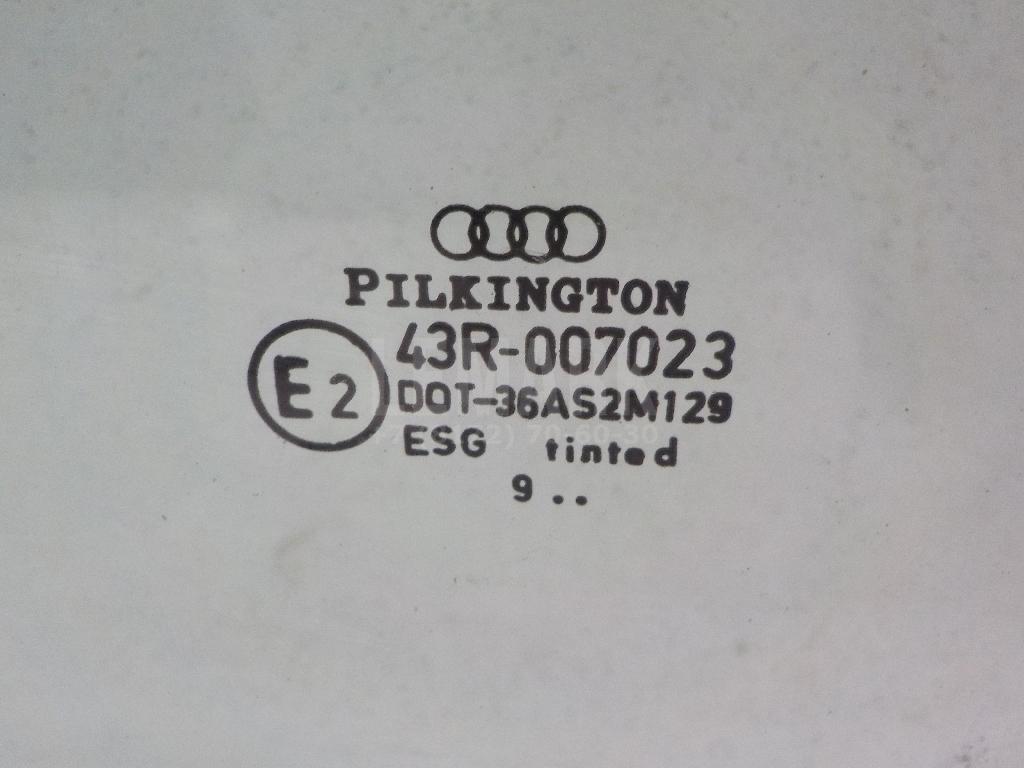 PILKINGTON
43R-007023
E2
DOT-36AS2M129
ESG tinted
9 ..